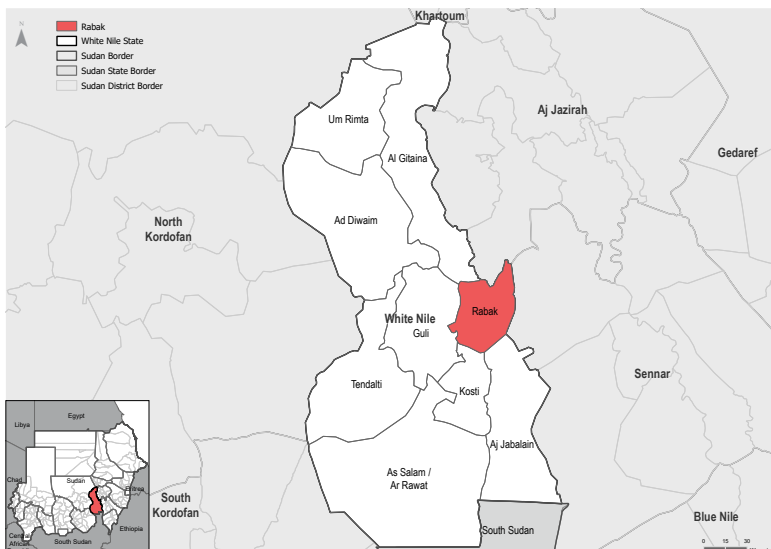 N
Rabak
White Nile State
Sudan Border
Sudan State Border
Sudan District Border
Khartoum
Um Rimta
Al Gitaina
Aj Jazirah
Gedaref
North
Kordofan
Ad Diwaim
White Nile
Guli
Rabak
Tendalti
Kosti
Sennar
Aj Jabalain
As Salam /
Ar Rawat
South
Kordofan
South Sudan
Blue Nile
0 15 30
Libya
Egypt
Chad
Sudan
Eritrea
Central
African
Ethiopia
South Sudan